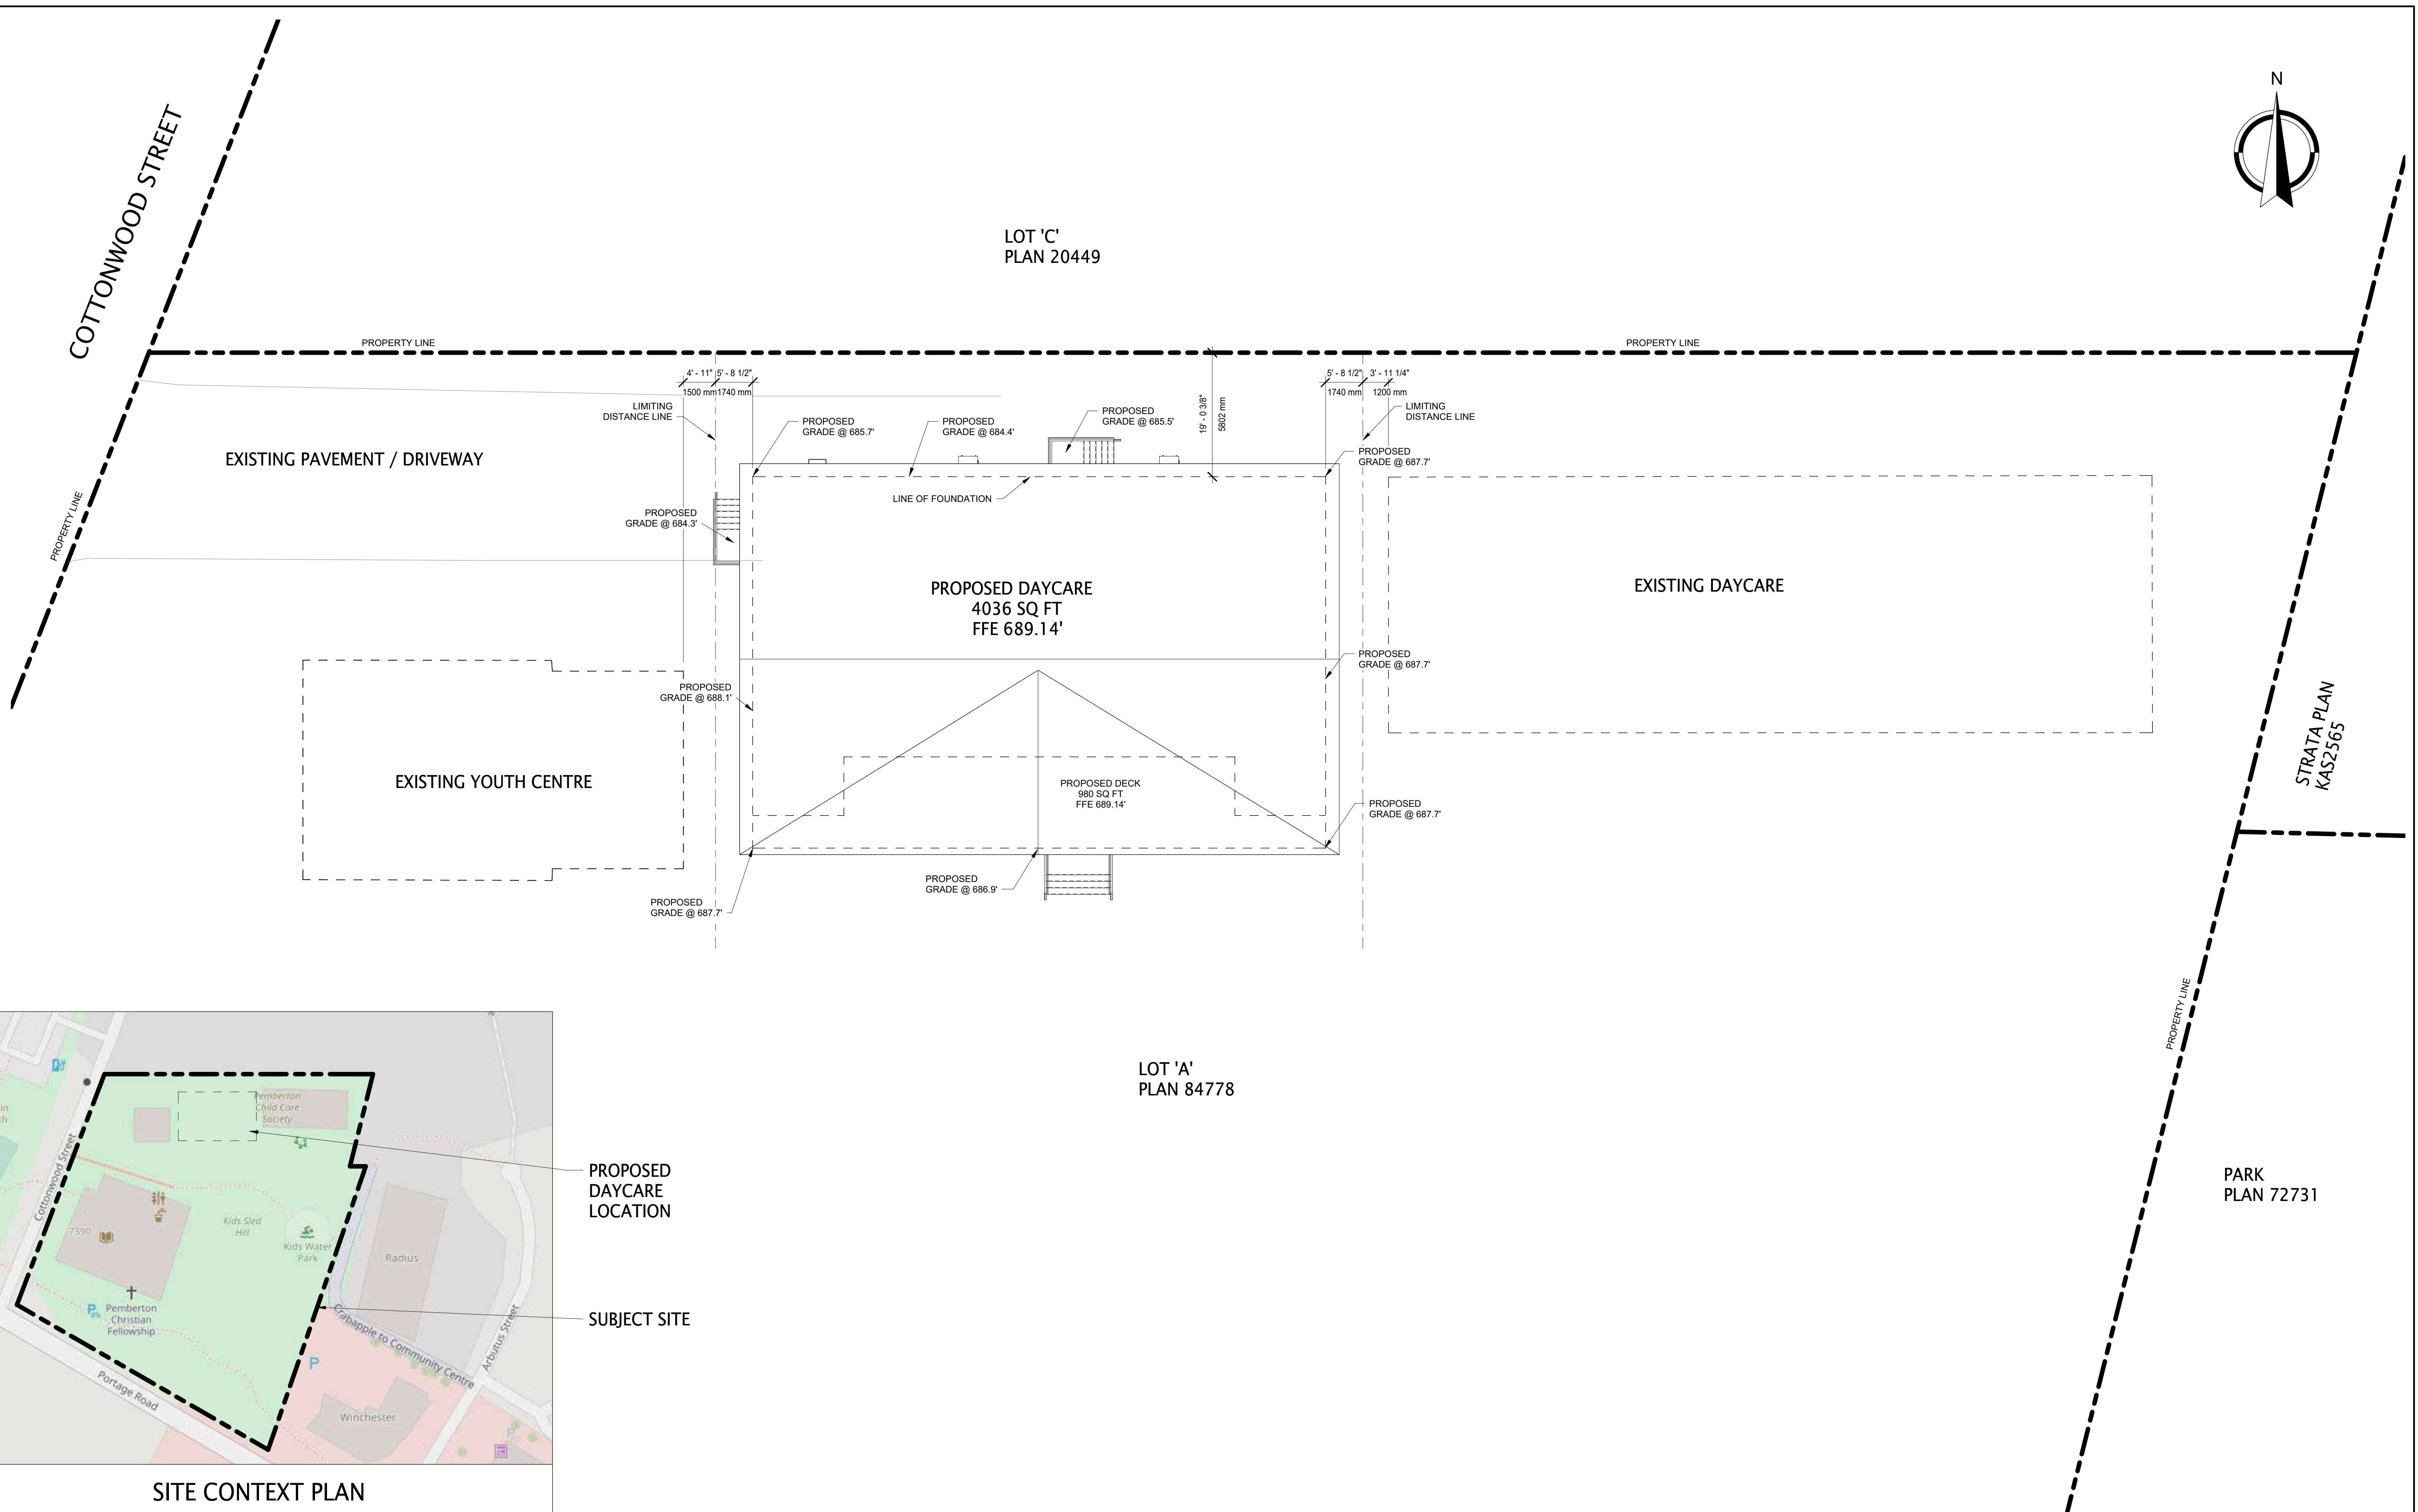 N
COTTONWOOD STREET
LOT 'C'
PLAN 20449
PROPERTY LINE
PROPERTY LINE
4' - 11"
5' - 8 1/2"
1500 mm
1740 mm
5' - 8 1/2"
3' - 11 1/4"
1740 mm
1200 mm
19' - 0 3/8"
5802 mm
LIMITING
DISTANCE LINE
LIMITING
DISTANCE LINE
PROPOSED
GRADE @ 685.7'
PROPOSED
GRADE @ 684.4'
PROPOSED
GRADE @ 685.5'
PROPOSED
GRADE @ 687.7'
EXISTING PAVEMENT / DRIVEWAY
LINE OF FOUNDATION
PROPERTY LINE
PROPOSED
GRADE @ 684.3'
PROPOSED DAYCARE
4036 SQ FT
FFE 689.14'
EXISTING DAYCARE
PROPOSED
GRADE @ 687.7'
PROPOSED
GRADE @ 688.1'
STRATA PLAN
KAS2565
EXISTING YOUTH CENTRE
PROPOSED DECK
980 SQ FT
FFE 689.14'
PROPOSED
GRADE @ 687.7'
PROPOSED
GRADE @ 686.9'
PROPOSED
GRADE @ 687.7'
PROPERTY LINE
LOT 'A'
PLAN 84778
PARK
PLAN 72731
Pemberton
Child Care
Society
Cottonwood Street
7390
Kids Sled
Hill
Kids Water
Park
Radius
Pemberton
Christian
Fellowship
P
Crabapple to Community Centre
Arbutus Street
P
Portage Road
Winchester
P
PROPOSED
DAYCARE
LOCATION
SUBJECT SITE
SITE CONTEXT PLAN